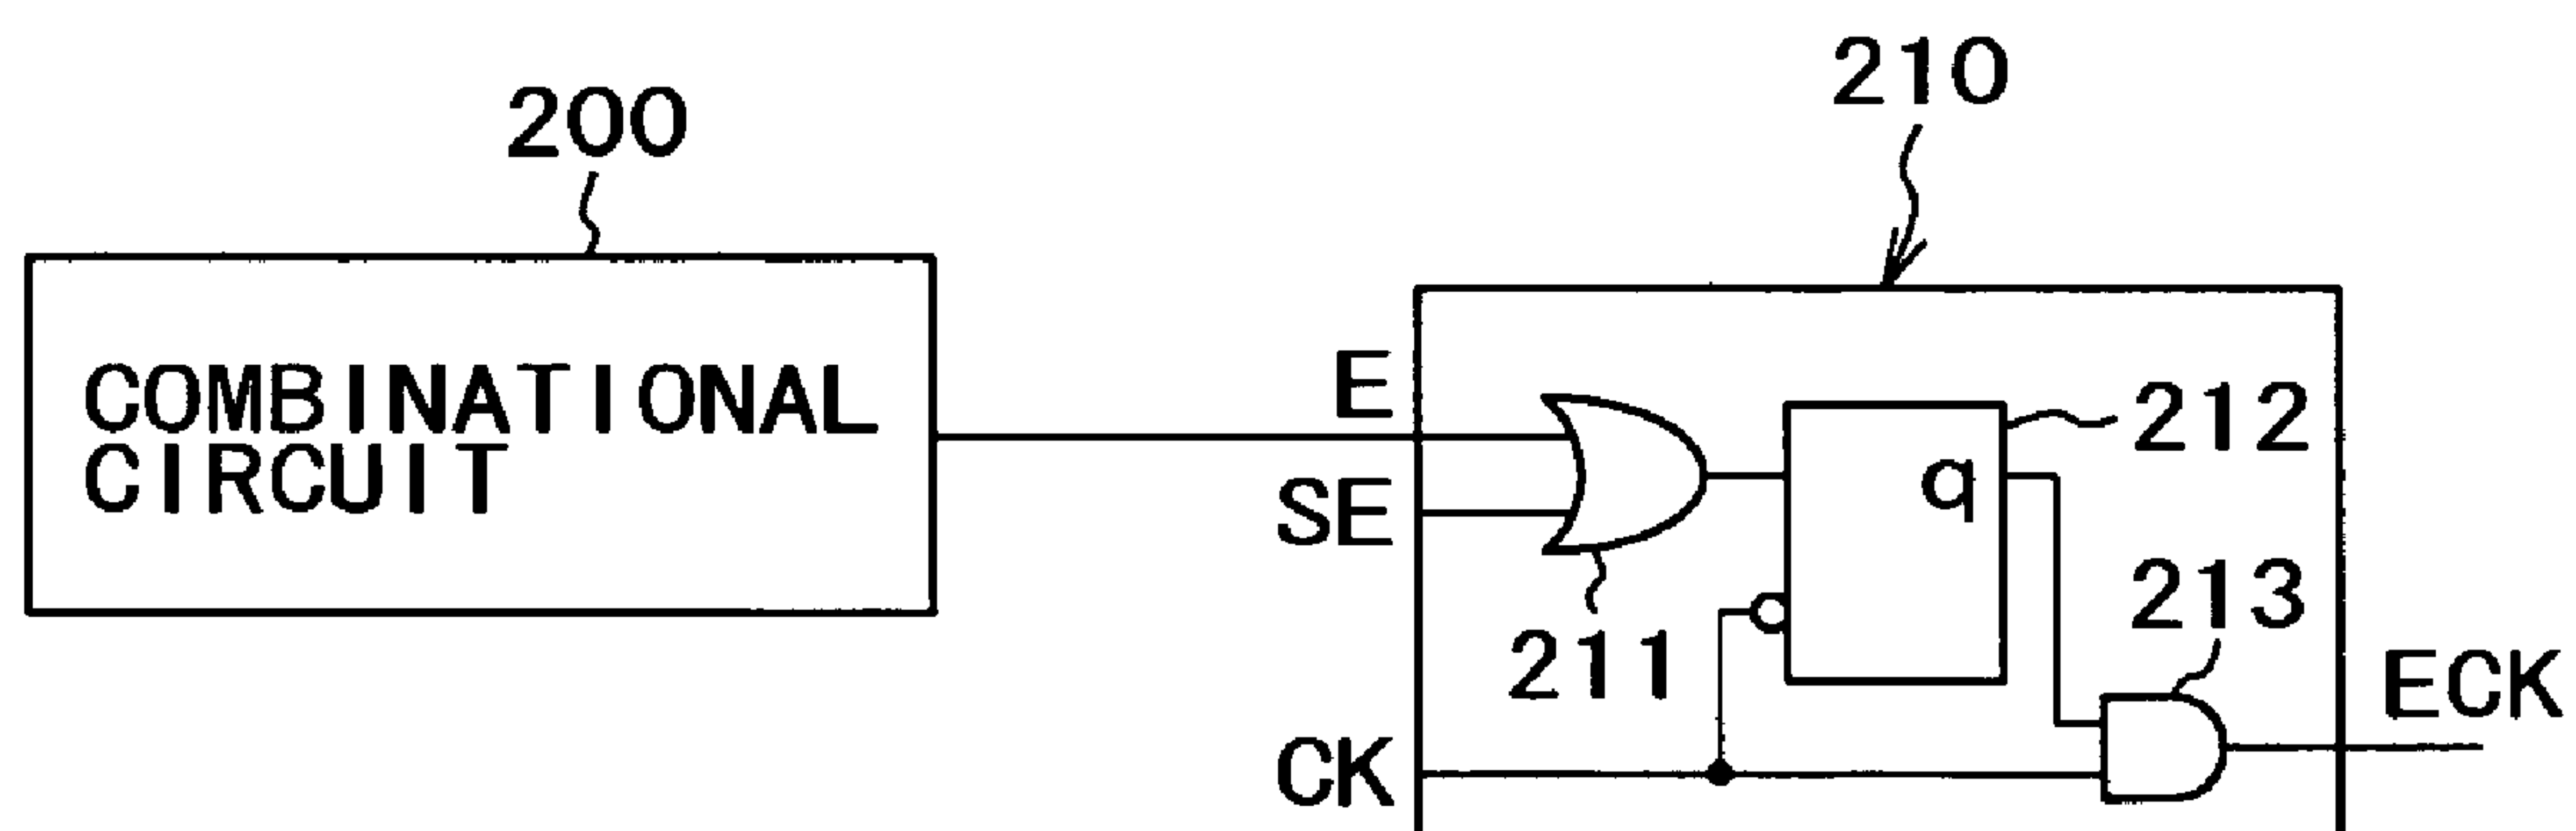 200
210
COMBINATIONAL
CIRCUIT
E
SE
CK
211
q
212
213
ECK